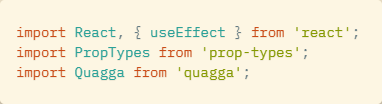 import React, { useEffect } from 'react';
import PropTypes from 'prop-types';
import Quagga from 'quagga';